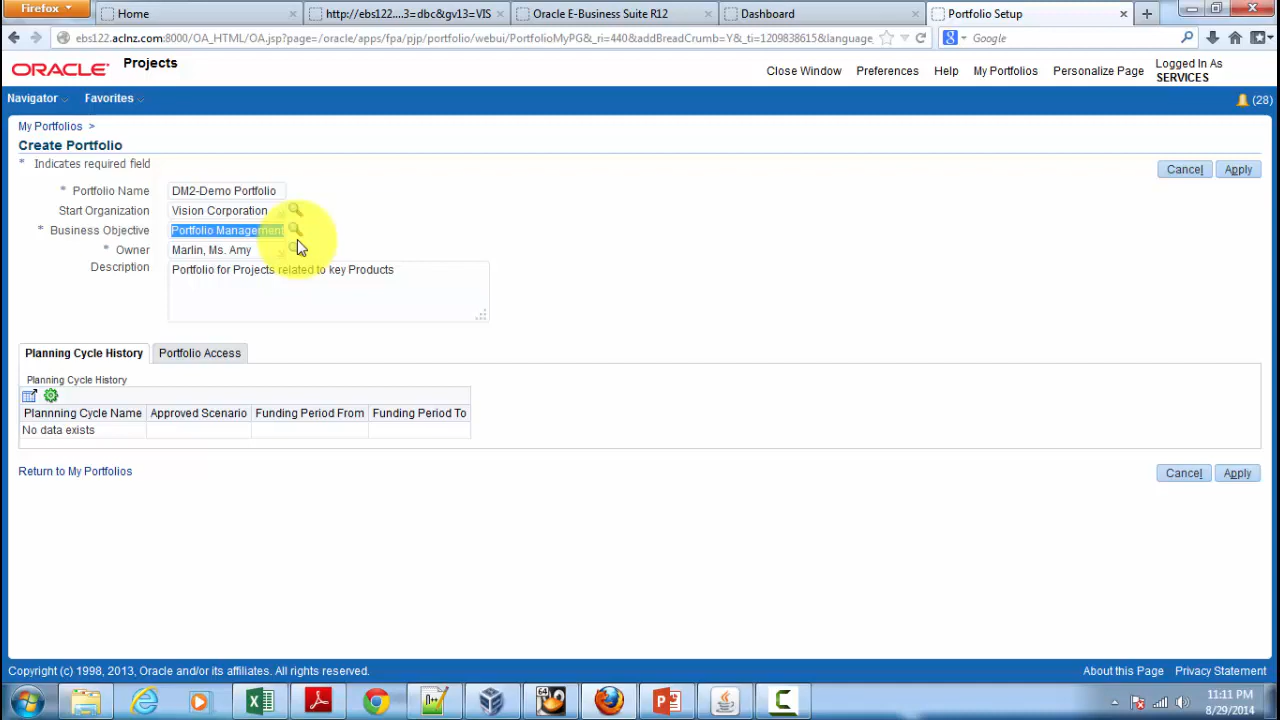 Firefox
Home
http://ebs122....3=dbc&gv13=VIS
Oracle E-Business Suite R12
Dashboard
Portfolio Setup
ebs122.aclnz.com:8000/OA_HTML/OA.jsp?page=/oracle/apps/fpa/pjp/portfolio/webui/PortfolioMyPG&_ri=440&addBreadCrumb=Y&_ti=1209838615&language_
Google
ORACLE Projects
Close Window Preferences Help My Portfolios Personalize Page
Logged In As
SERVICES
Navigator Favorites (28)
My Portfolios >
Create Portfolio
* Indicates required field
Cancel Apply
* Portfolio Name DM2-Demo Portfolio
Start Organization Vision Corporation
* Business Objective Portfolio Management
* Owner Marlin, Ms. Amy
Description Portfolio for Projects related to key Products
Planning Cycle History Portfolio Access
Planning Cycle History
Plannning Cycle Name Approved Scenario Funding Period From Funding Period To
No data exists
Return to My Portfolios
Cancel Apply
Copyright (c) 1998, 2013, Oracle and/or its affiliates. All rights reserved.
About this Page Privacy Statement
64
11:11 PM
8/29/2014